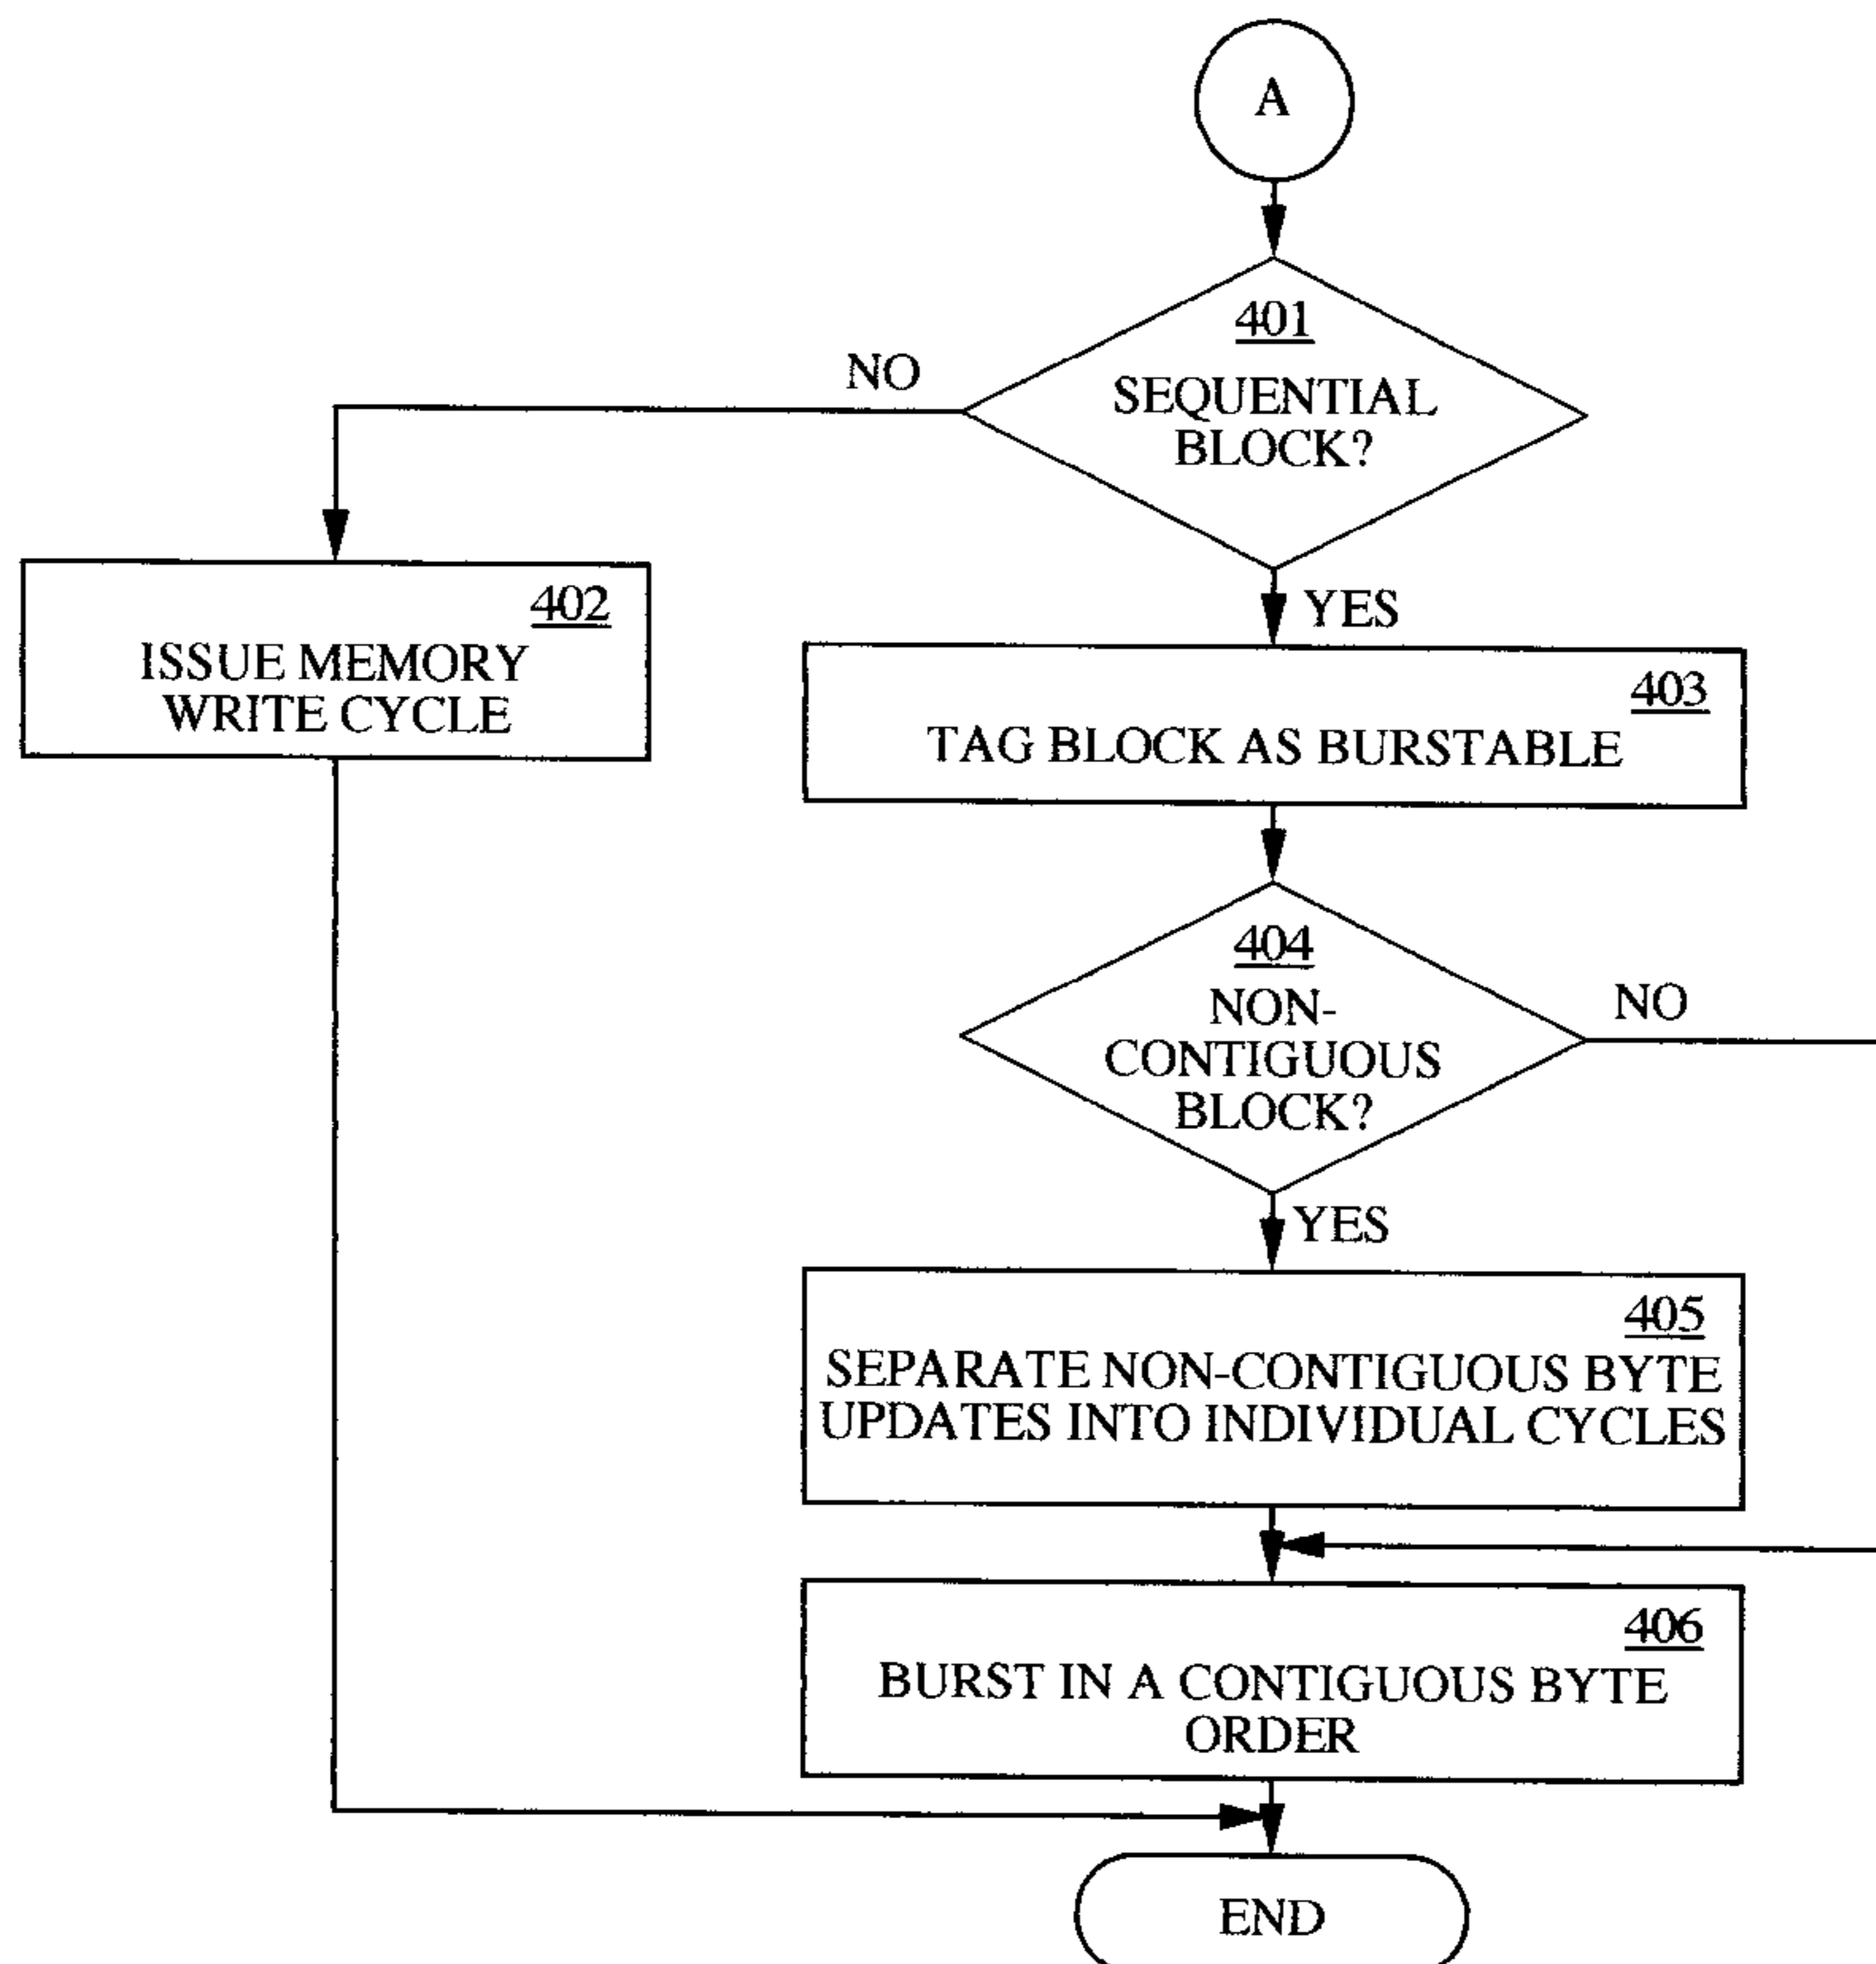 A
401
SEQUENTIAL
BLOCK?
NO
YES
402
ISSUE MEMORY
WRITE CYCLE
403
TAG BLOCK AS BURSTABLE
404
NON-
CONTIGUOUS
BLOCK?
NO
YES
405
SEPARATE NON-CONTIGUOUS BYTE
UPDATES INTO INDIVIDUAL CYCLES
406
BURST IN A CONTIGUOUS BYTE
ORDER
END